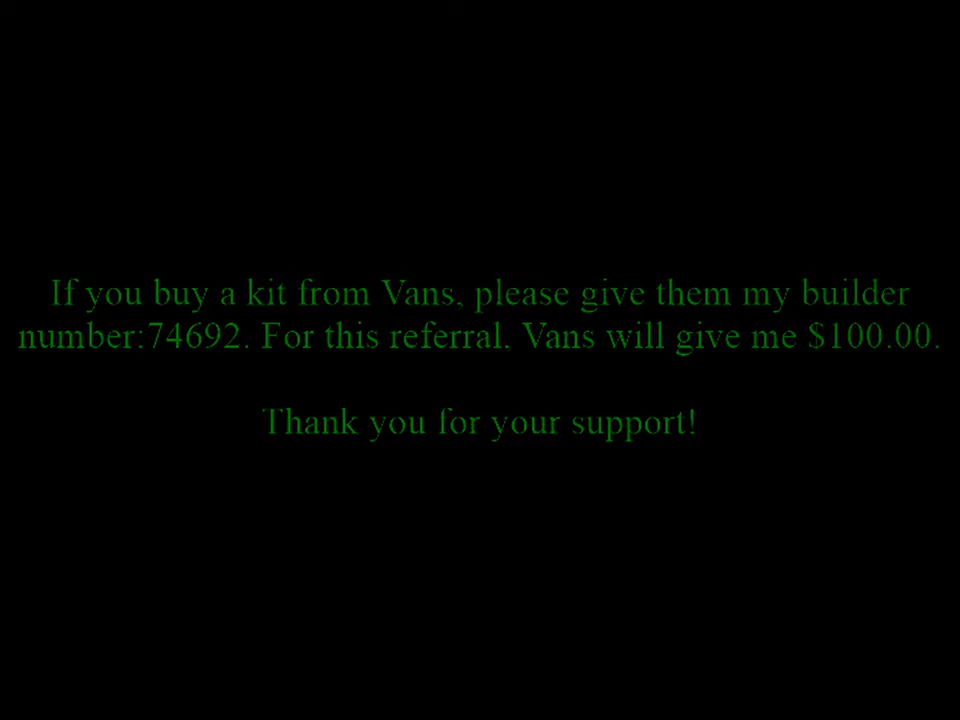 If you buy a kit from Vans, please give them my builder
number:74692. For this referral, Vans will give me $100.00.
Thank you for your support!